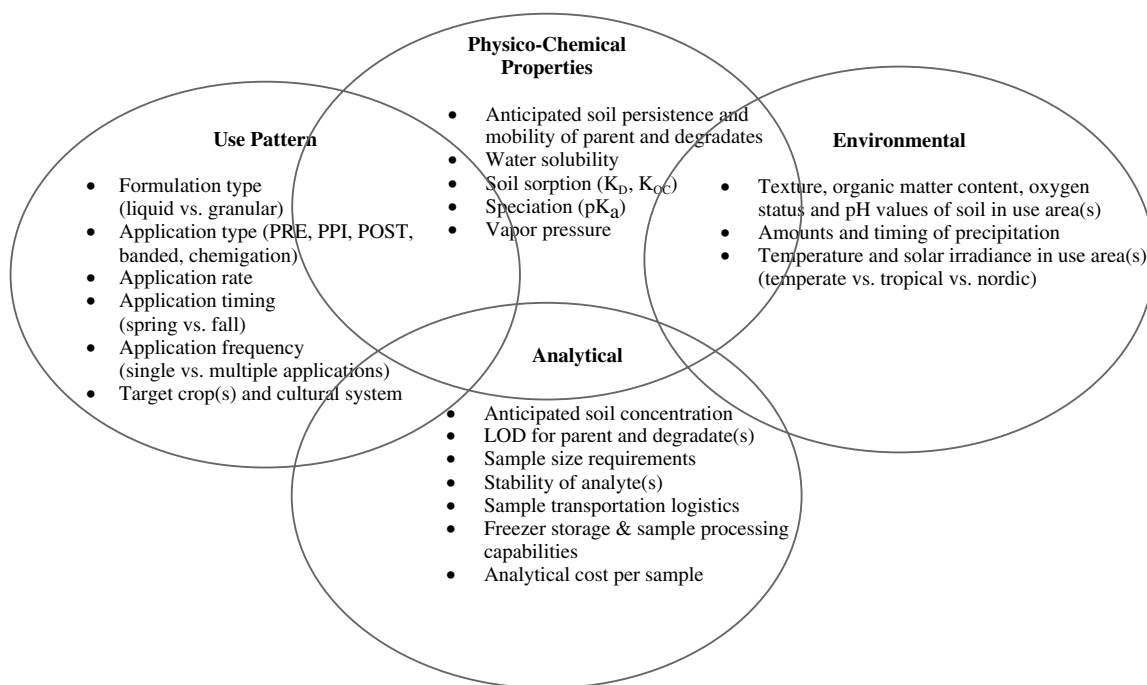 Physico-Chemical
Properties
• Anticipated soil persistence and
mobility of parent and degradates
• Water solubility
• Soil sorption (K_D, K_OC)
• Speciation (pK_a)
• Vapor pressure
Use Pattern
• Formulation type
(liquid vs. granular)
• Application type (PRE, PPI, POST,
banded, chemigation)
• Application rate
• Application timing
(spring vs. fall)
• Application frequency
(single vs. multiple applications)
• Target crop(s) and cultural system
Environmental
• Texture, organic matter content, oxygen
status and pH values of soil in use area(s)
• Amounts and timing of precipitation
• Temperature and solar irradiance in use area(s)
(temperate vs. tropical vs. nordic)
Analytical
• Anticipated soil concentration
• LOD for parent and degradate(s)
• Sample size requirements
• Stability of analyte(s)
• Sample transportation logistics
• Freezer storage & sample processing
capabilities
• Analytical cost per sample